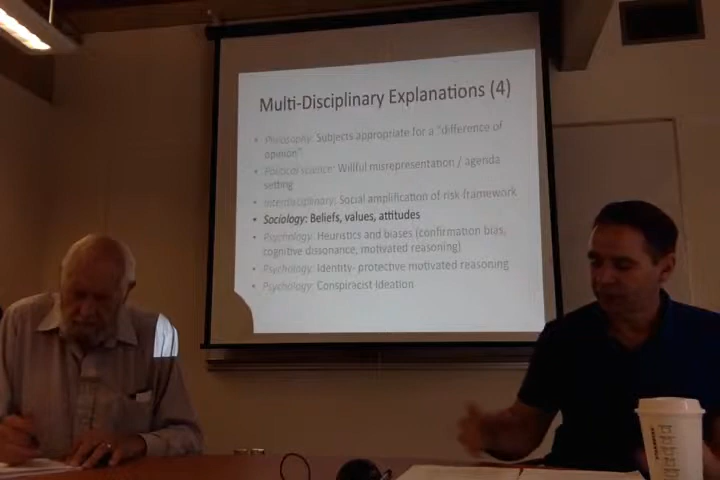 Multi-Disciplinary Explanations (4)
• Philosophy: Subjects appropriate for a "difference of
opinion"
• Political science: Willful misrepresentation / agenda
setting
• Interdisciplinary: Social amplification of risk framework
• Sociology: Beliefs, values, attitudes
• Psychology: Heuristics and biases (confirmation bias,
cognitive dissonance, motivated reasoning)
• Psychology: Identity- protective motivated reasoning
• Psychology: Conspiracist Ideation